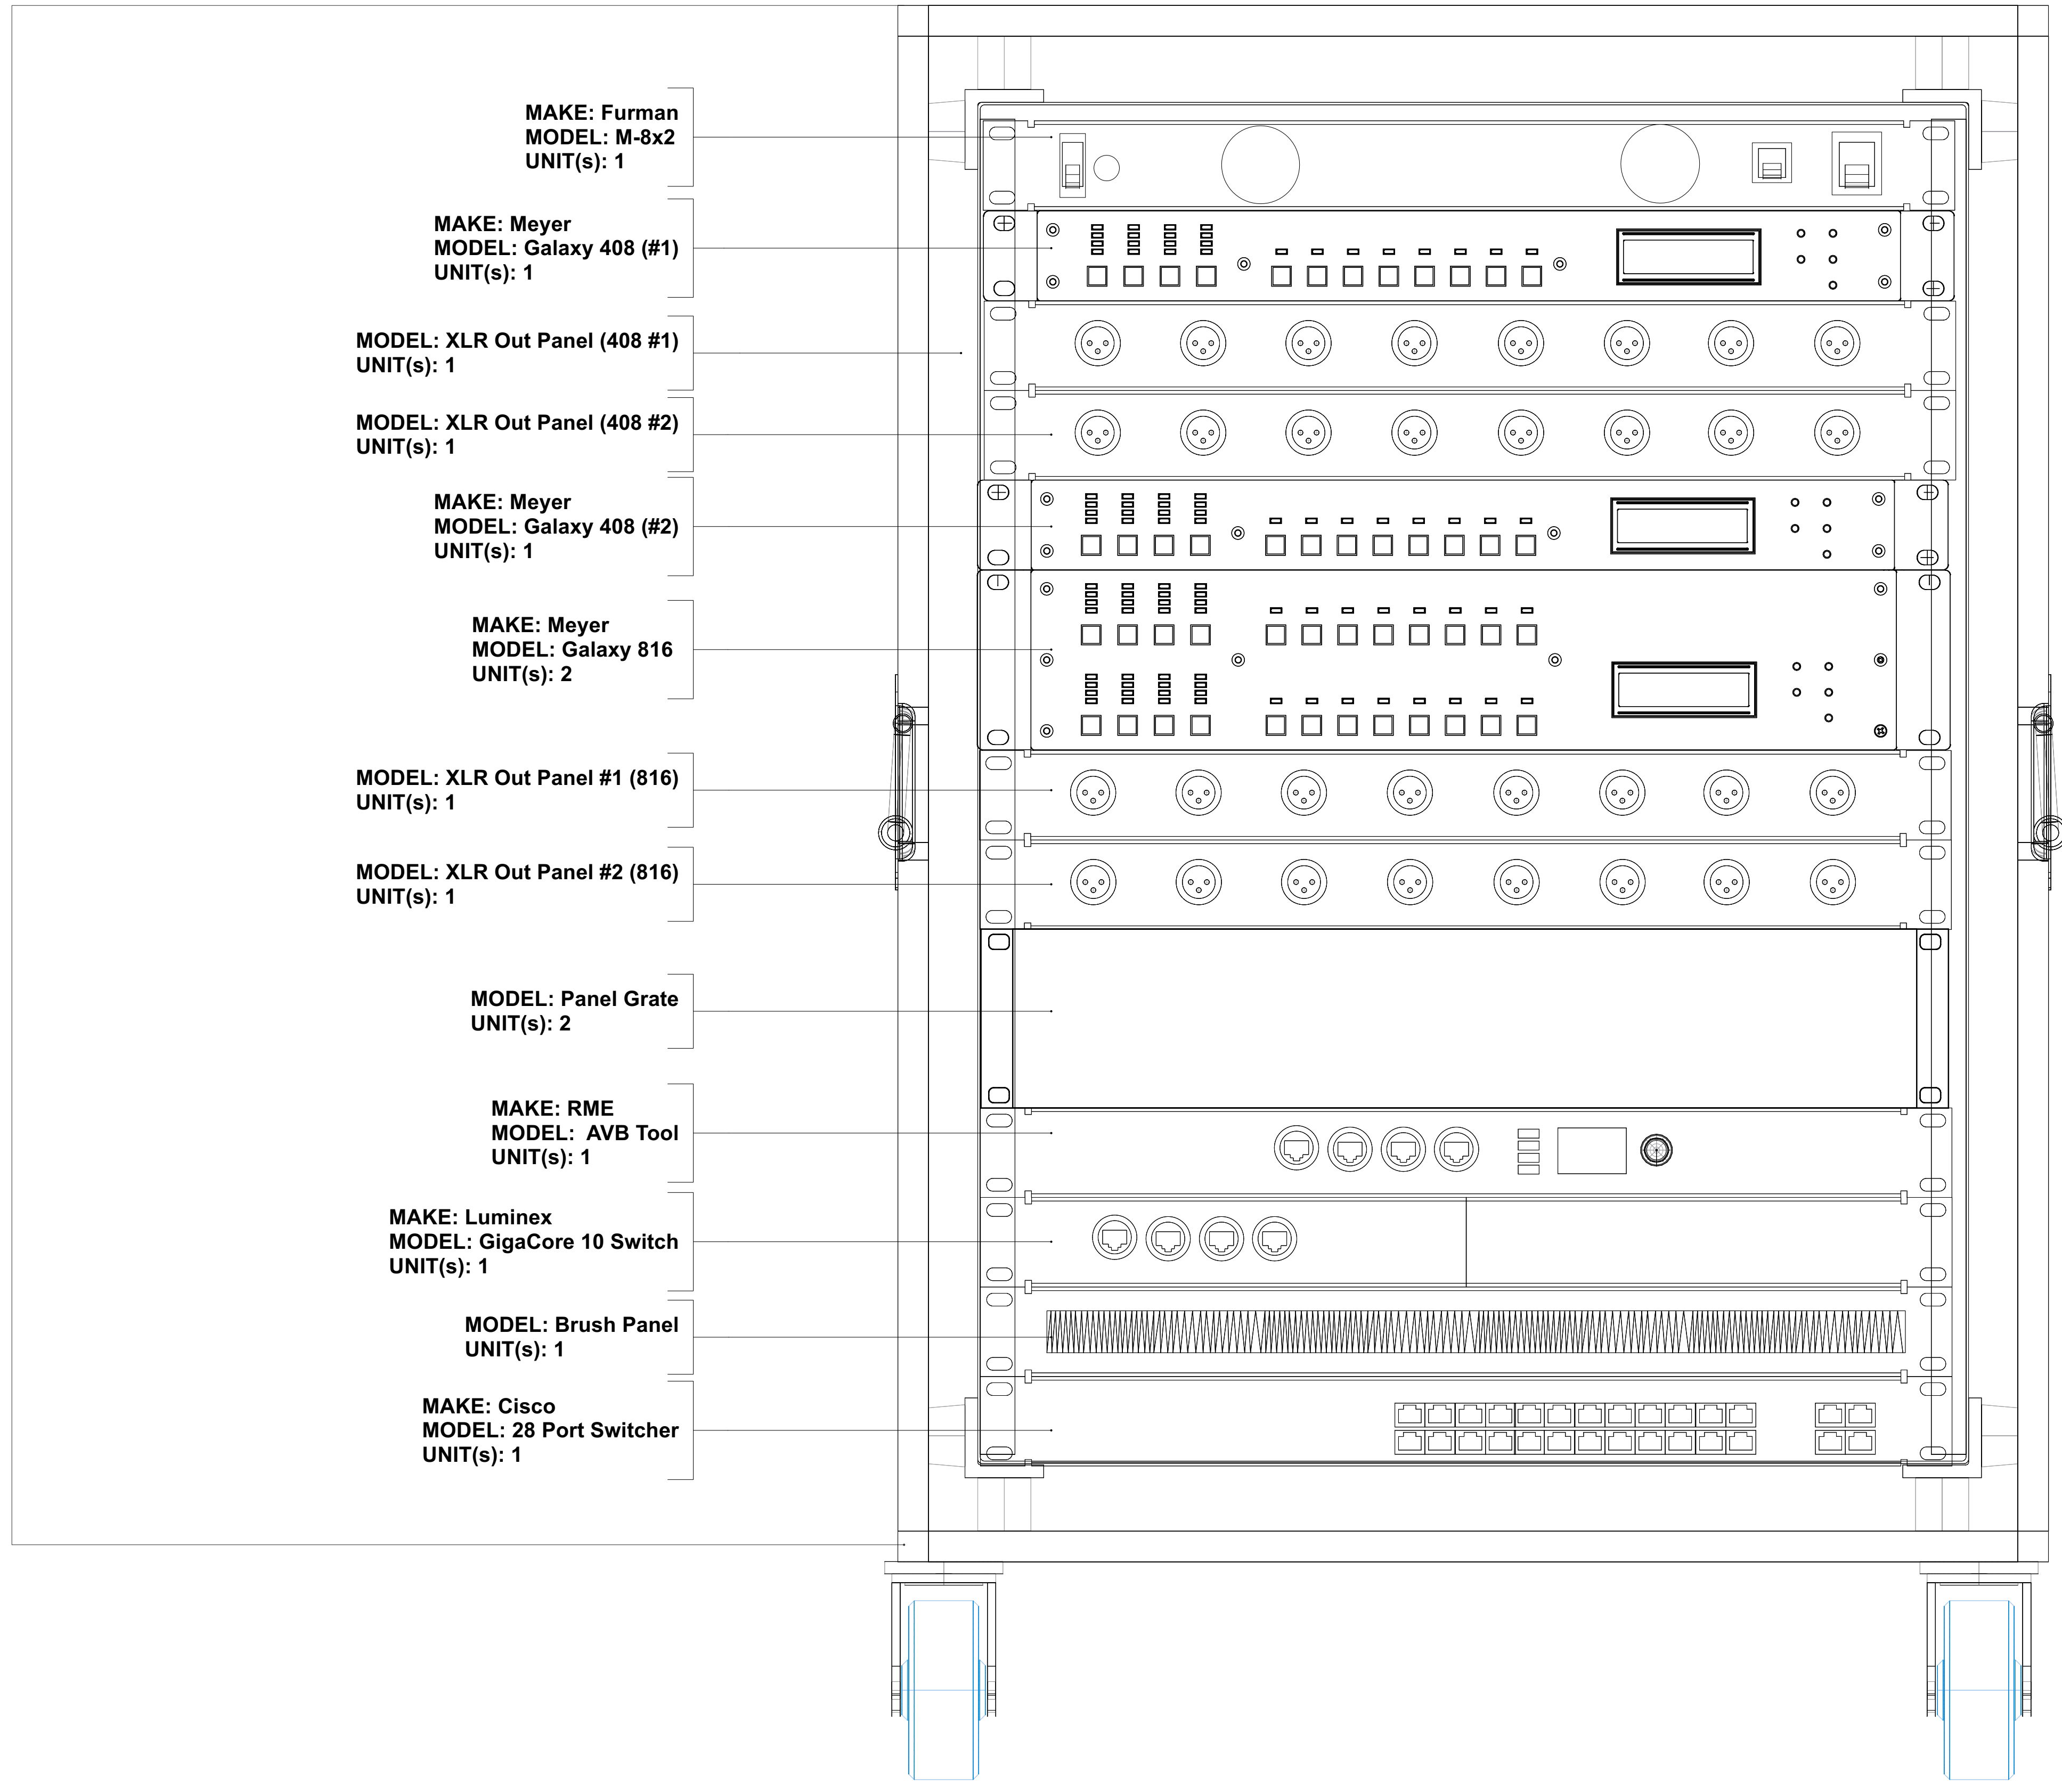 MAKE: Furman
MODEL: M-8x2
UNIT(s): 1
MAKE: Meyer
MODEL: Galaxy 408 (#1)
UNIT(s): 1
MODEL: XLR Out Panel (408 #1)
UNIT(s): 1
MODEL: XLR Out Panel (408 #2)
UNIT(s): 1
MAKE: Meyer
MODEL: Galaxy 408 (#2)
UNIT(s): 1
MAKE: Meyer
MODEL: Galaxy 816
UNIT(s): 2
MODEL: XLR Out Panel #1 (816)
UNIT(s): 1
MODEL: XLR Out Panel #2 (816)
UNIT(s): 1
MODEL: Panel Grate
UNIT(s): 2
MAKE: RME
MODEL: AVB Tool
UNIT(s): 1
MAKE: Luminex
MODEL: GigaCore 10 Switch
UNIT(s): 1
MODEL: Brush Panel
UNIT(s): 1
MAKE: Cisco
MODEL: 28 Port Switcher
UNIT(s): 1